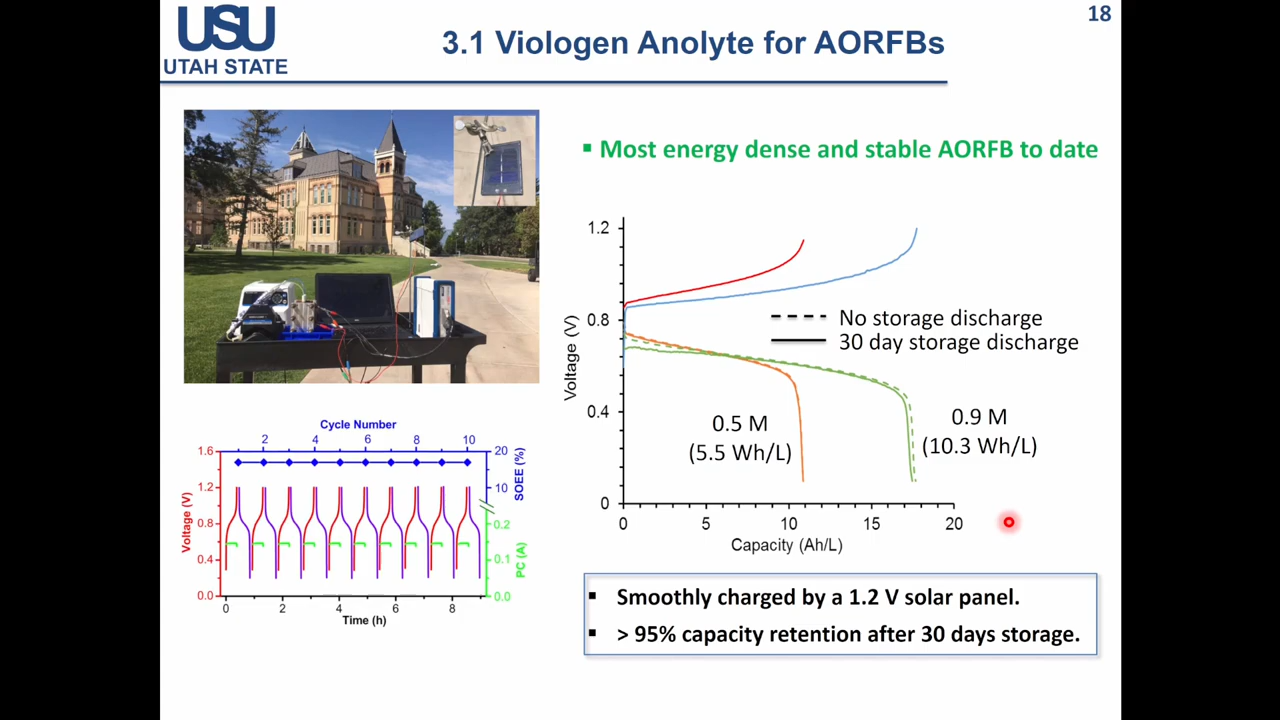 USU
UTAH STATE
3.1 Viologen Anolyte for AORFBs
18
▪ Most energy dense and stable AORFB to date
1.2
0.8
0.4
0
Voltage (V)
0 5 10 15 20
Capacity (Ah/L)
No storage discharge
30 day storage discharge
0.5 M
(5.5 Wh/L)
0.9 M
(10.3 Wh/L)
Cycle Number
2 4 6 8 10
1.6
1.2
0.8
0.4
0.0
Voltage (V)
20
10
SOEE (%)
0.2
0.1
0.0
PC (A)
0 2 4 6 8
Time (h)
▪ Smoothly charged by a 1.2 V solar panel.
▪ > 95% capacity retention after 30 days storage.